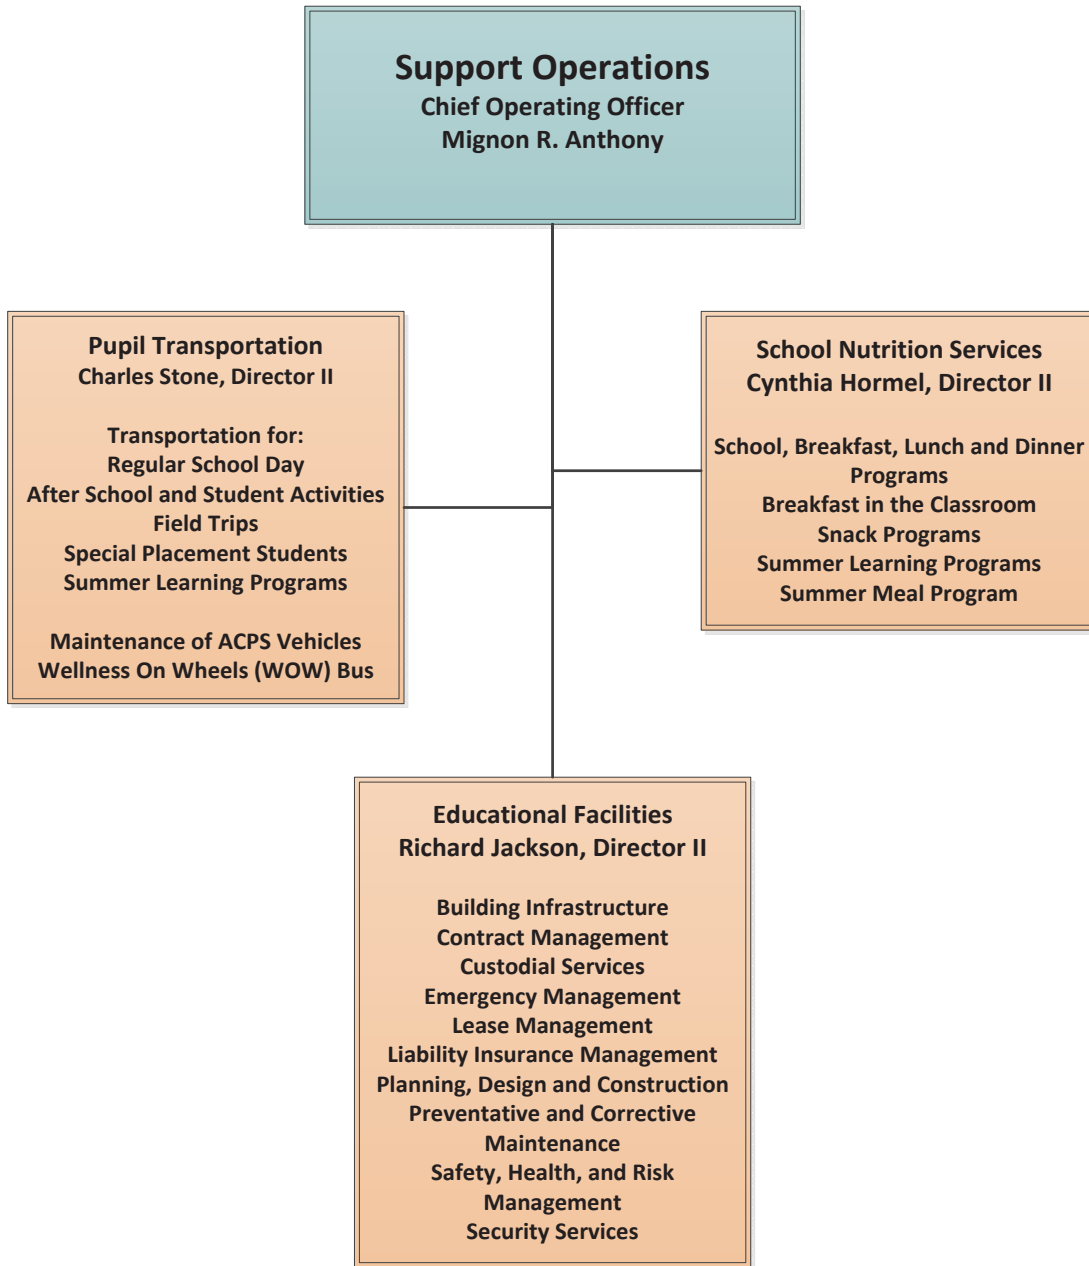 Support Operations
Chief Operating Officer
Mignon R. Anthony
Pupil Transportation
Charles Stone, Director II
Transportation for:
Regular School Day
After School and Student Activities
Field Trips
Special Placement Students
Summer Learning Programs
Maintenance of ACPS Vehicles
Wellness On Wheels (WOW) Bus
School Nutrition Services
Cynthia Hormel, Director II
School, Breakfast, Lunch and Dinner
Programs
Breakfast in the Classroom
Snack Programs
Summer Learning Programs
Summer Meal Program
Educational Facilities
Richard Jackson, Director II
Building Infrastructure
Contract Management
Custodial Services
Emergency Management
Lease Management
Liability Insurance Management
Planning, Design and Construction
Preventative and Corrective
Maintenance
Safety, Health, and Risk
Management
Security Services